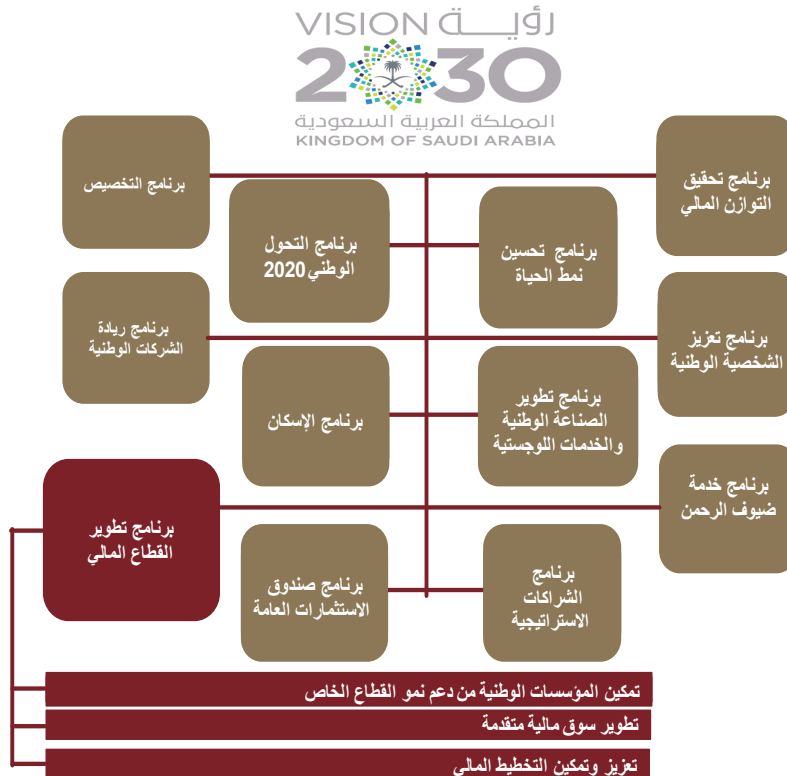 VISION رؤيـــة
2030
المملكة العربية السعودية
KINGDOM OF SAUDI ARABIA
برنامج تحقيق
التوازن المالي
برنامج التخصيص
برنامج تحسين
نمط الحياة
برنامج التحول
الوطني 2020
برنامج تعزيز
الشخصية الوطنية
برنامج ريادة
الشركات الوطنية
برنامج تطوير
الصناعة الوطنية
والخدمات اللوجستية
برنامج الإسكان
برنامج خدمة
ضيوف الرحمن
برنامج تطوير
القطاع المالي
برنامج
الشراكات
الاستراتيجية
برنامج صندوق
الاستثمارات العامة
تمكين المؤسسات الوطنية من دعم نمو القطاع الخاص
تطوير سوق مالية متقدمة
تعزيز وتمكين التخطيط المالي